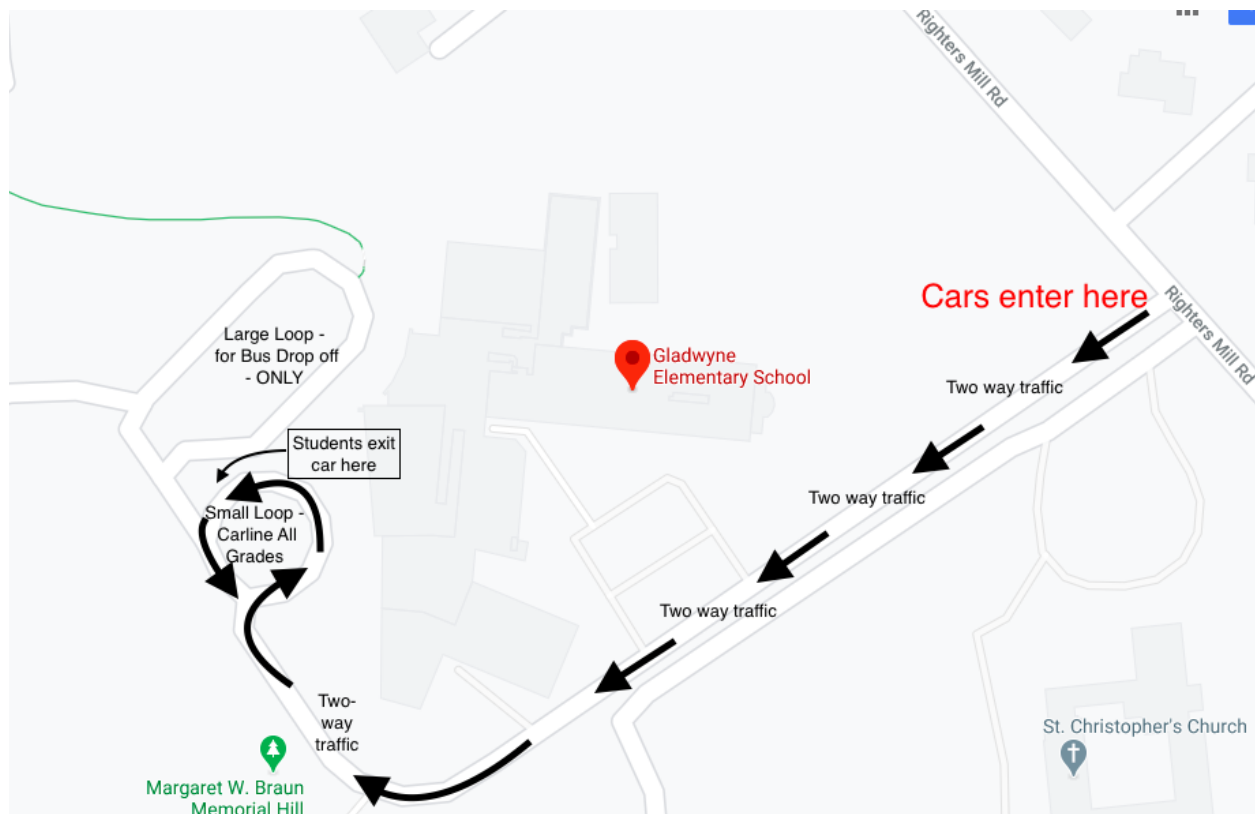 Righters Mill Rd
Cars enter here
Righters Mill Rd
Large Loop -
for Bus Drop off
- ONLY
Gladwyne
Elementary School
Two way traffic
Students exit
car here
Two way traffic
Small Loop -
Carline All
Grades
Two way traffic
Two-
way
traffic
St. Christopher's Church
Margaret W. Braun
Memorial Hill